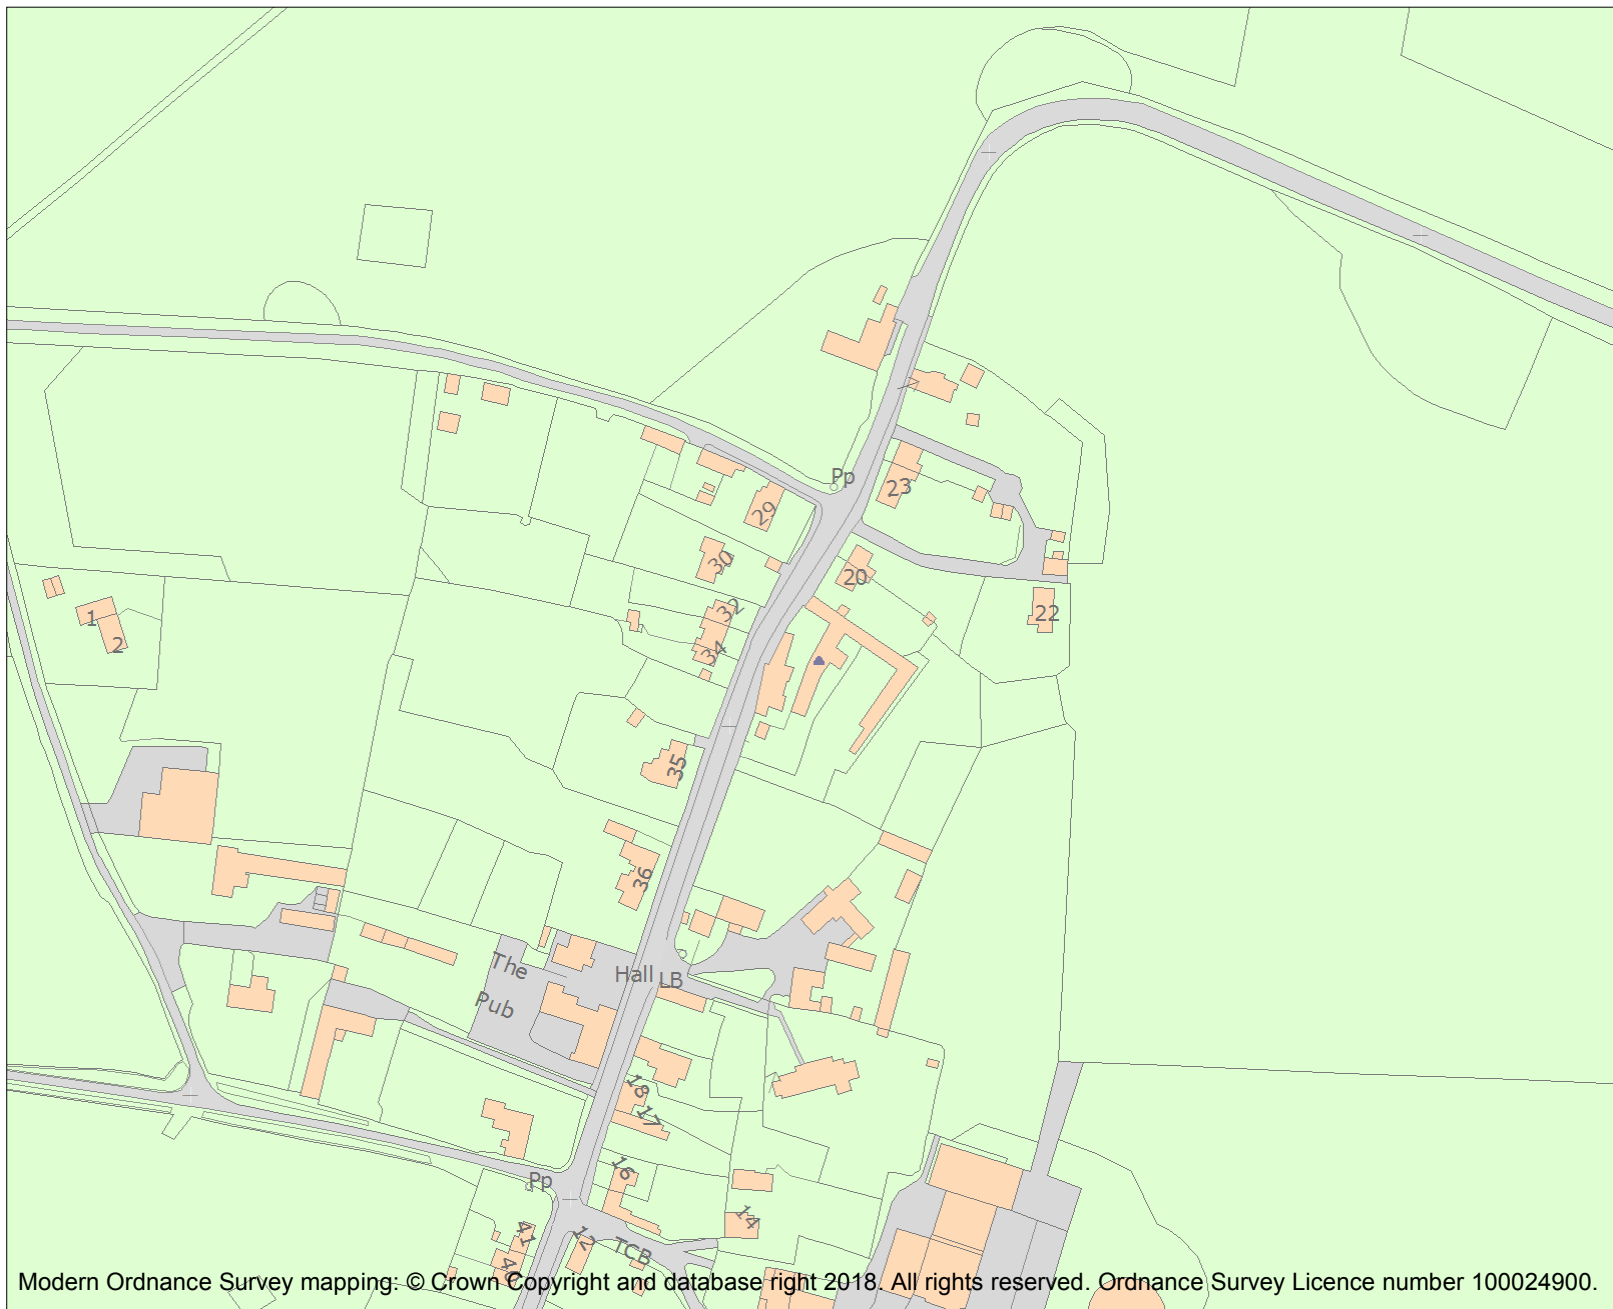 Pp
23
29
30
20
32
22
1
34
2
35
36
The
Hall
LB
Pub
18
17
16
Pp
14
41
12
TCB
40
Modern Ordnance Survey mapping. © Crown Copyright and database right 2018. All rights reserved. Ordnance Survey Licence number 100024900.